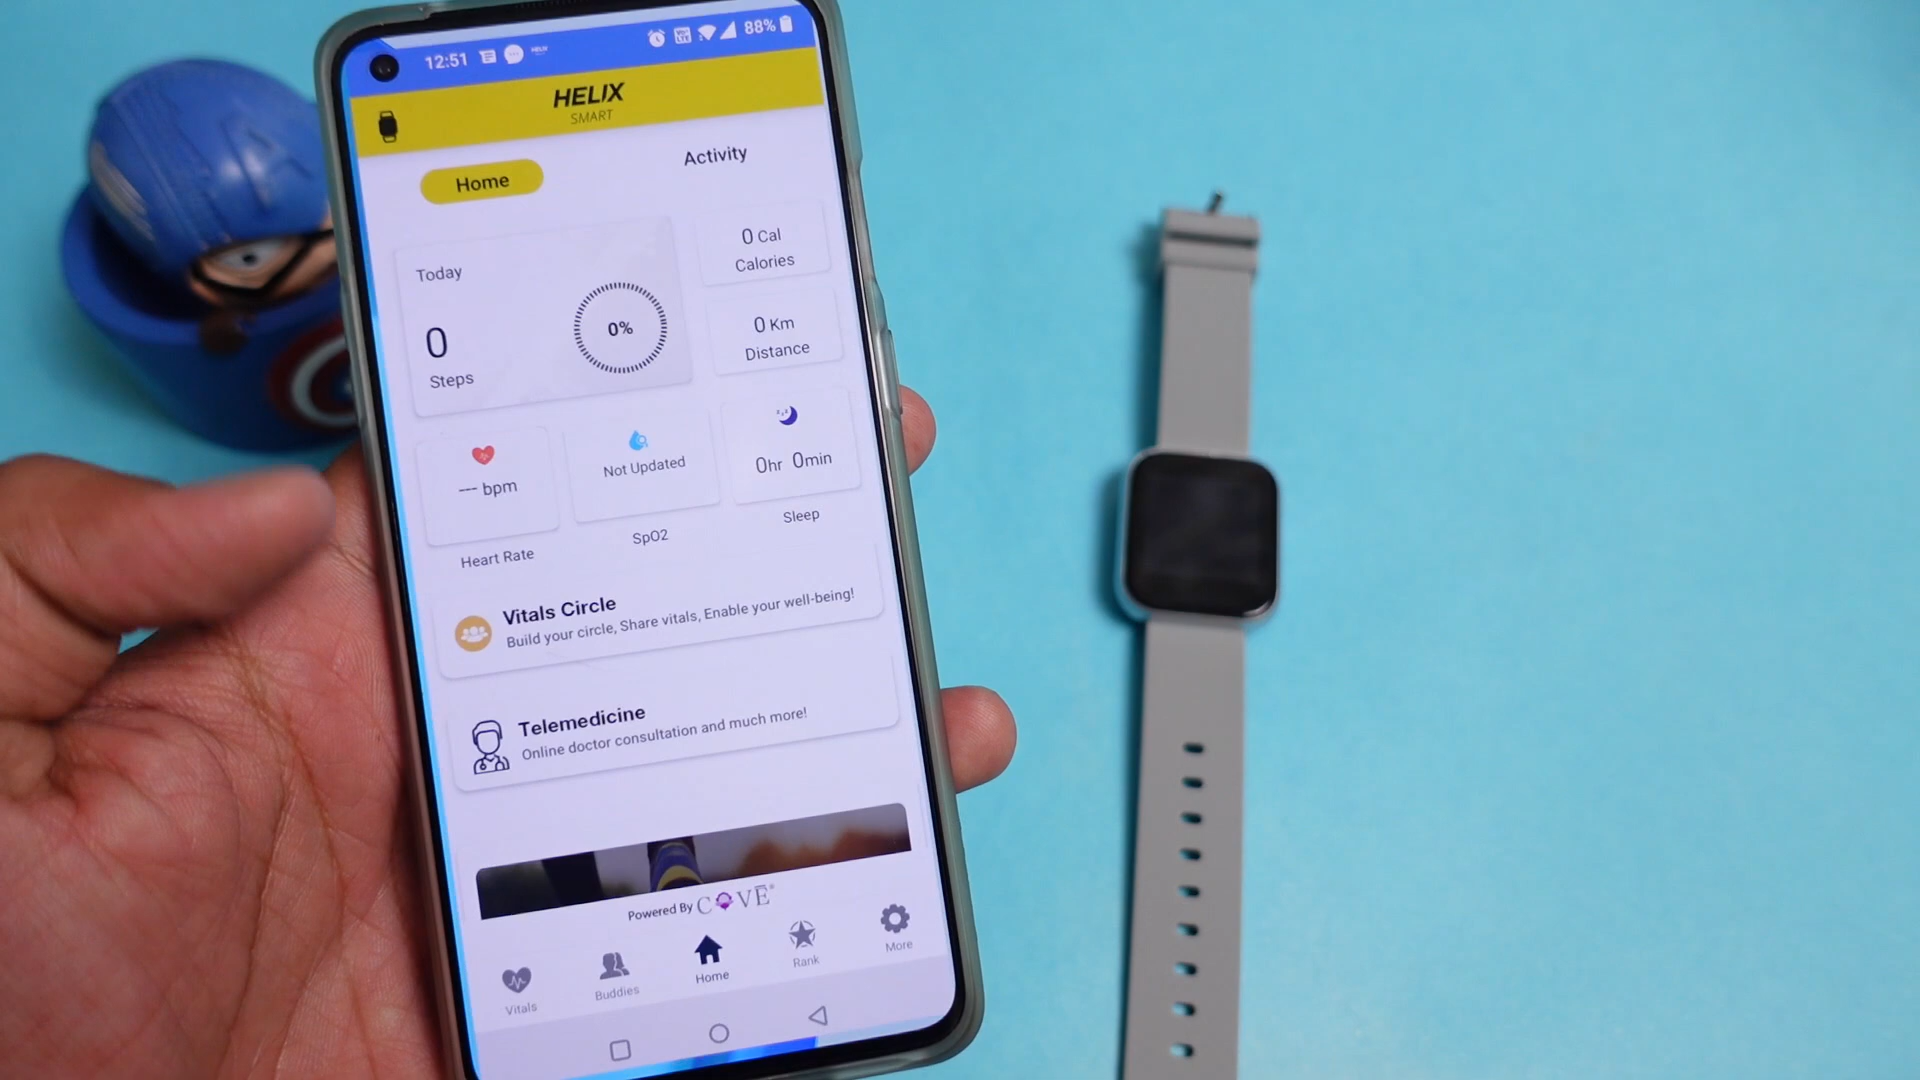 12:51
88%
HELIX
SMART
Home
Activity
Today
0
Steps
0%
0 Cal
Calories
0 Km
Distance
--- bpm
Heart Rate
Not Updated
SpO2
0hr 0min
Sleep
Vitals Circle
Build your circle, Share vitals, Enable your well-being!
Telemedicine
Online doctor consultation and much more!
Powered By COVĒ®
Vitals
Buddies
Home
Rank
More